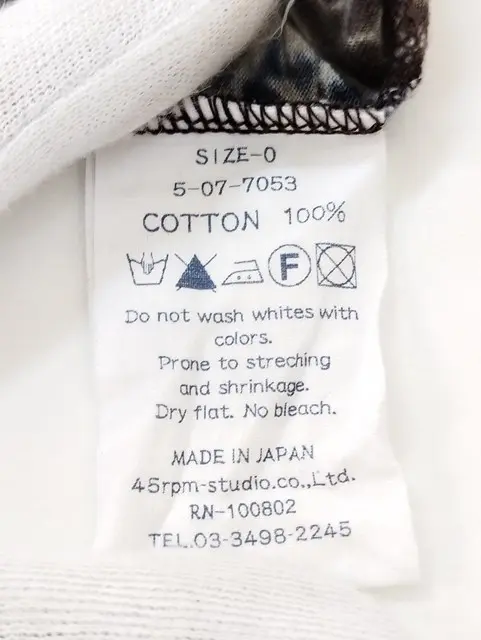 SIZE-0
5-07-7053
COTTON 100%
F
Do not wash whites with
colors.
Prone to streching
and shrinkage.
Dry flat. No bleach.
MADE IN JAPAN
45rpm-studio.co.,Ltd.
RN-100802
TEL.03-3498-2245